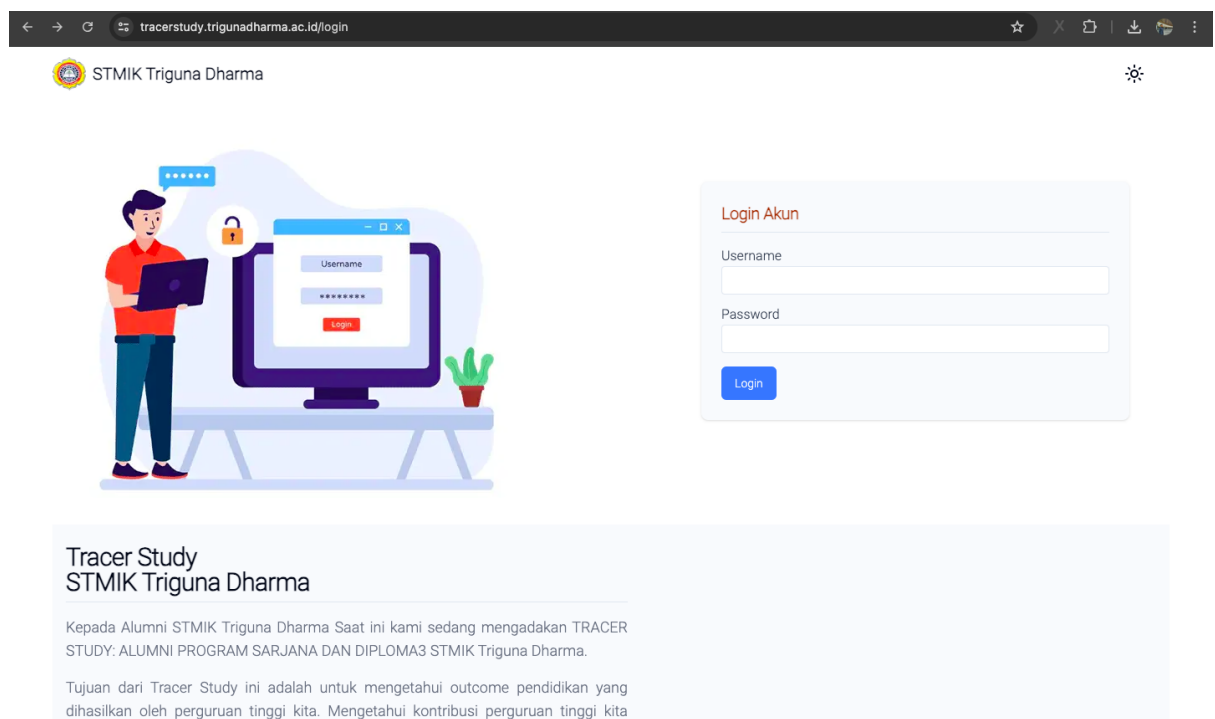 tracerstudy.trigunadharma.ac.id/login
STMIK Triguna Dharma
Username
********
Login
Login Akun
Username
Password
Login
Tracer Study
STMIK Triguna Dharma
Kepada Alumni STMIK Triguna Dharma Saat ini kami sedang mengadakan TRACER
STUDY: ALUMNI PROGRAM SARJANA DAN DIPLOMA3 STMIK Triguna Dharma.
Tujuan dari Tracer Study ini adalah untuk mengetahui outcome pendidikan yang
dihasilkan oleh perguruan tinggi kita. Mengetahui kontribusi perguruan tinggi kita